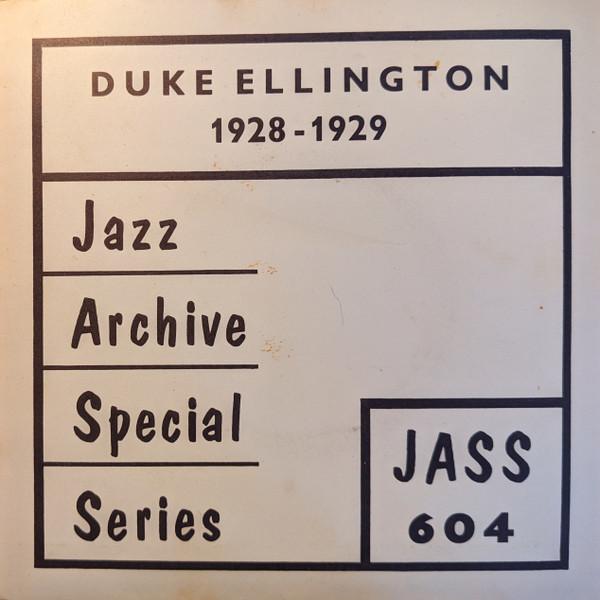 DUKE ELLINGTON
1928-1929
Jazz
Archive
Special
Series
JASS
604